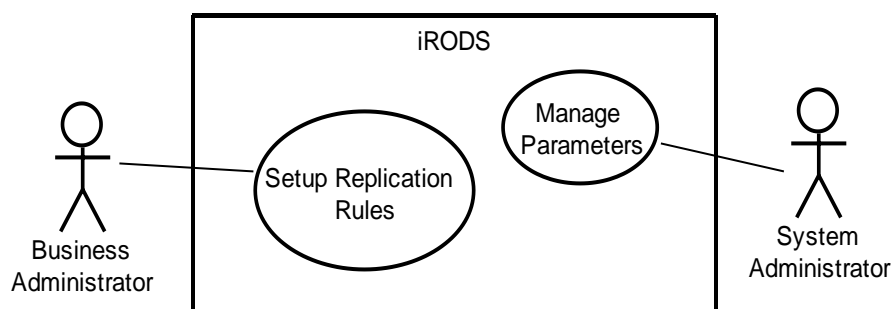 iRODS
Manage
Parameters
Setup Replication
Rules
Business
Administrator
System
Administrator